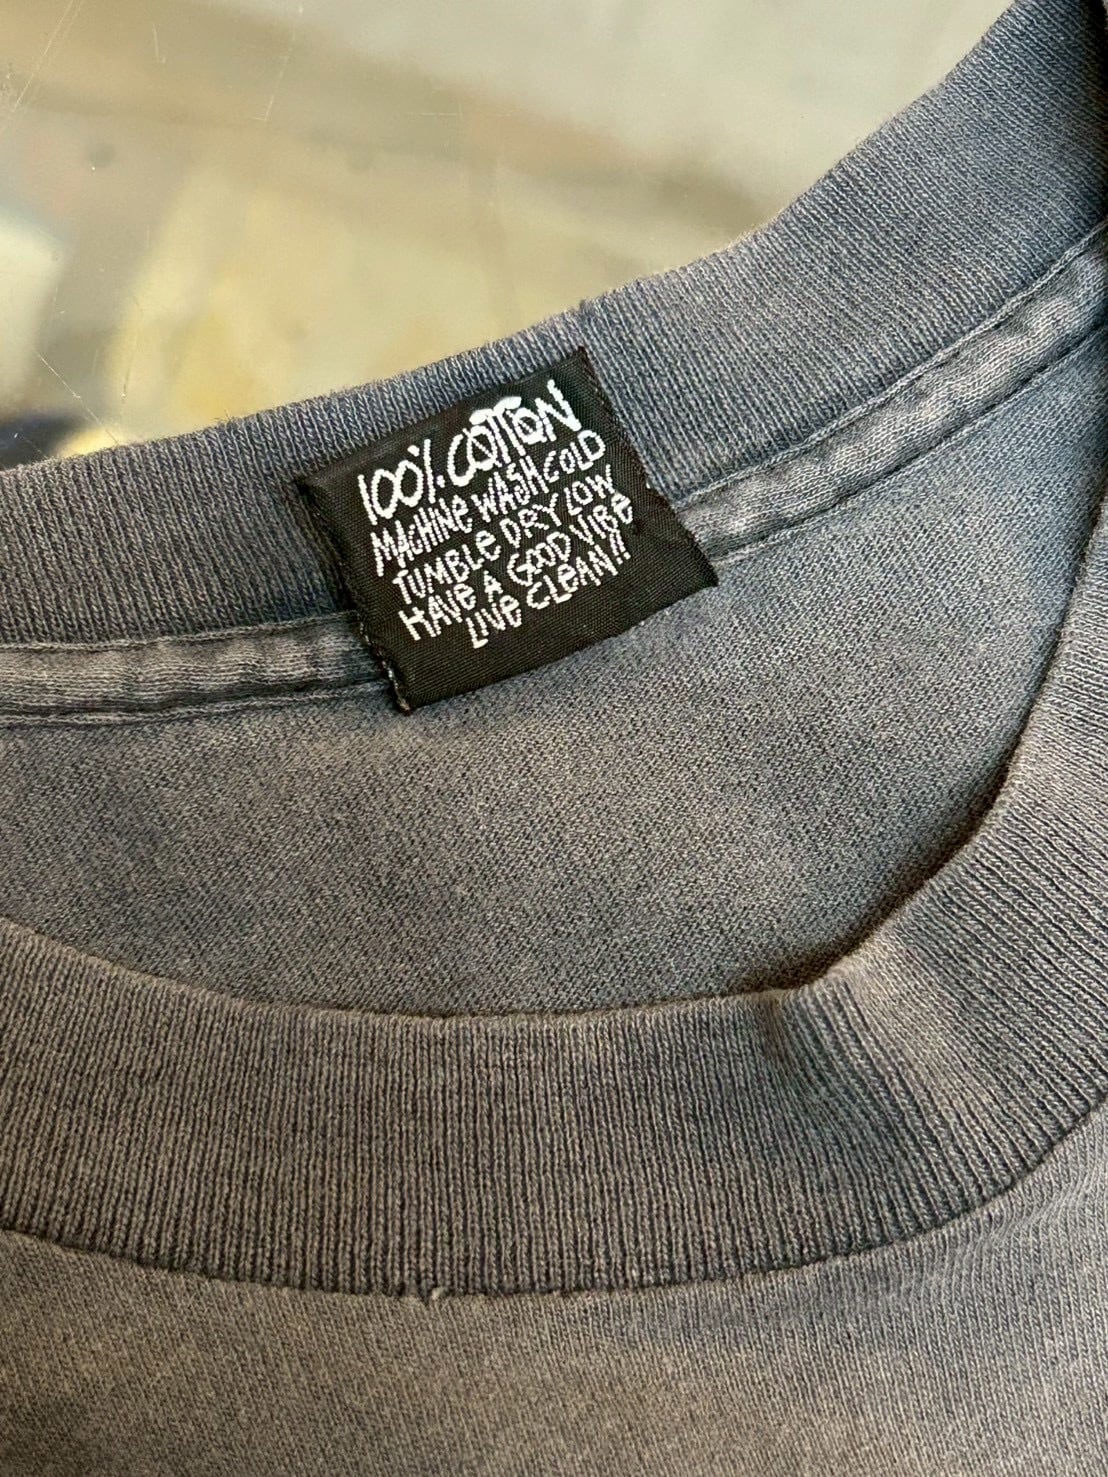 100% COTTON
MACHINE WASH COLD
TUMBLE DRY LOW
HAVE A GOOD VIBE
LIVE CLEAN!!